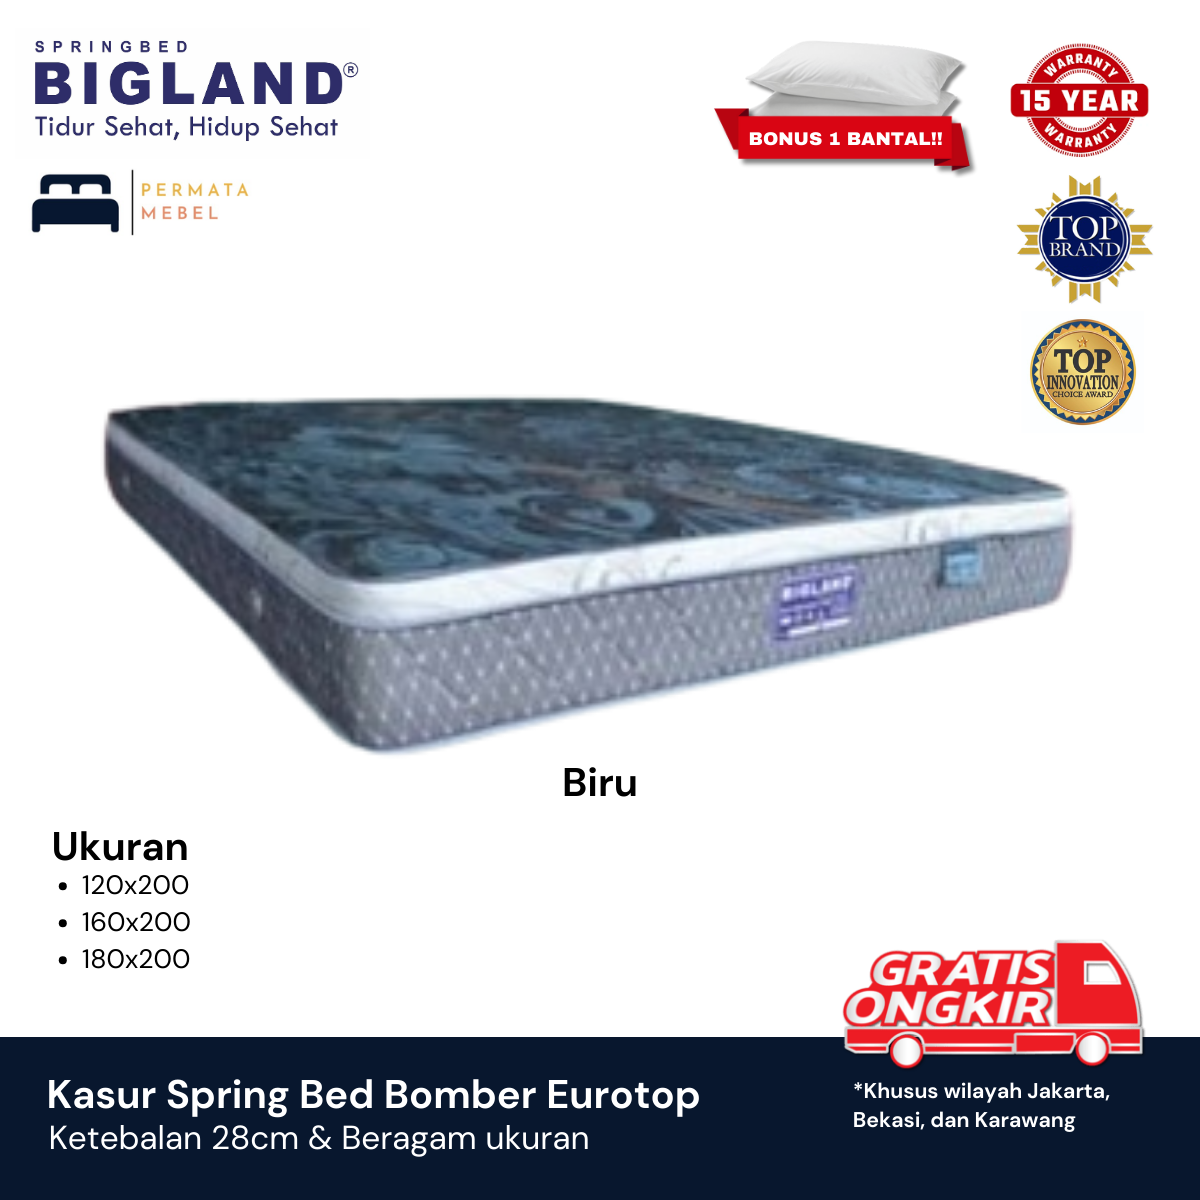 SPRINGBED
BIGLAND®
Tidur Sehat, Hidup Sehat
PERMATA
MEBEL
BONUS 1 BANTAL!!
WARRANTY
15 YEAR
WARRANTY
TOP
BRAND
TOP
INNOVATION
CHOICE AWARD
BIGLAND
Biru
Ukuran
• 120x200
• 160x200
• 180x200
GRATIS
ONGKIR
*Khusus wilayah Jakarta,
Bekasi, dan Karawang
Kasur Spring Bed Bomber Eurotop
Ketebalan 28cm & Beragam ukuran